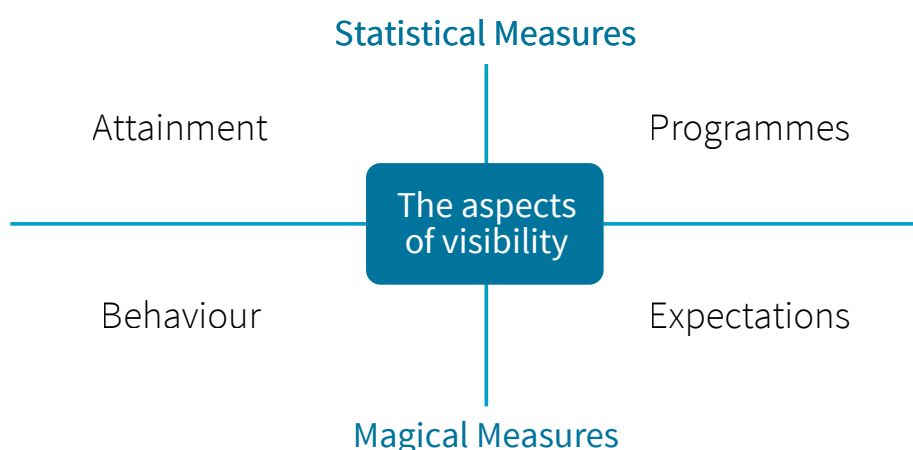 Statistical Measures
Attainment
Programmes
The aspects
of visibility
Behaviour
Expectations
Magical Measures